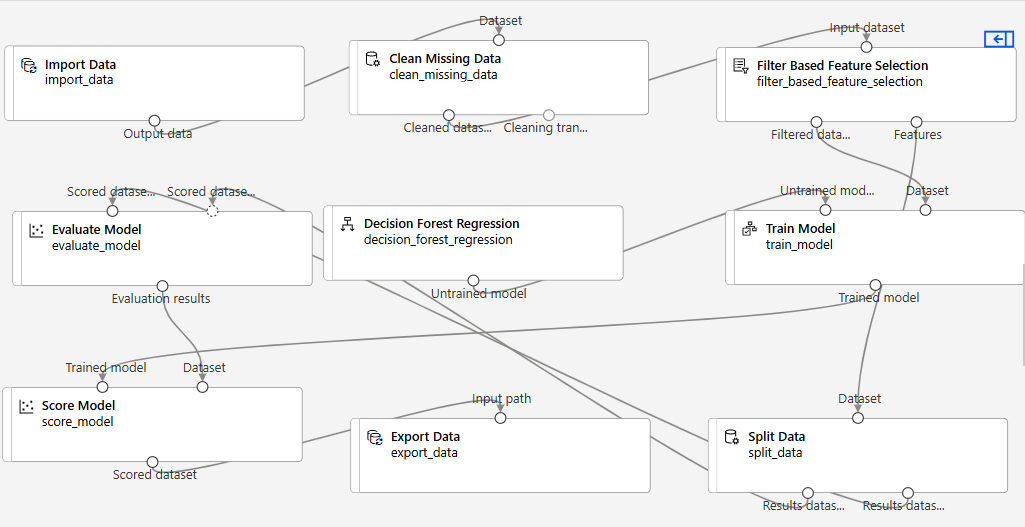 Dataset
Input dataset
Import Data
import_data
Clean Missing Data
clean_missing_data
Filter Based Feature Selection
filter_based_feature_selection
Output data
Cleaned datas...
Cleaning tran...
Filtered data...
Features
Scored datase...
Scored datase...
Untrained mod...
Dataset
Evaluate Model
evaluate_model
Decision Forest Regression
decision_forest_regression
Train Model
train_model
Evaluation results
Untrained model
Trained model
Trained model
Dataset
Input path
Dataset
Score Model
score_model
Export Data
export_data
Split Data
split_data
Scored dataset
Results datas...
Results datas...